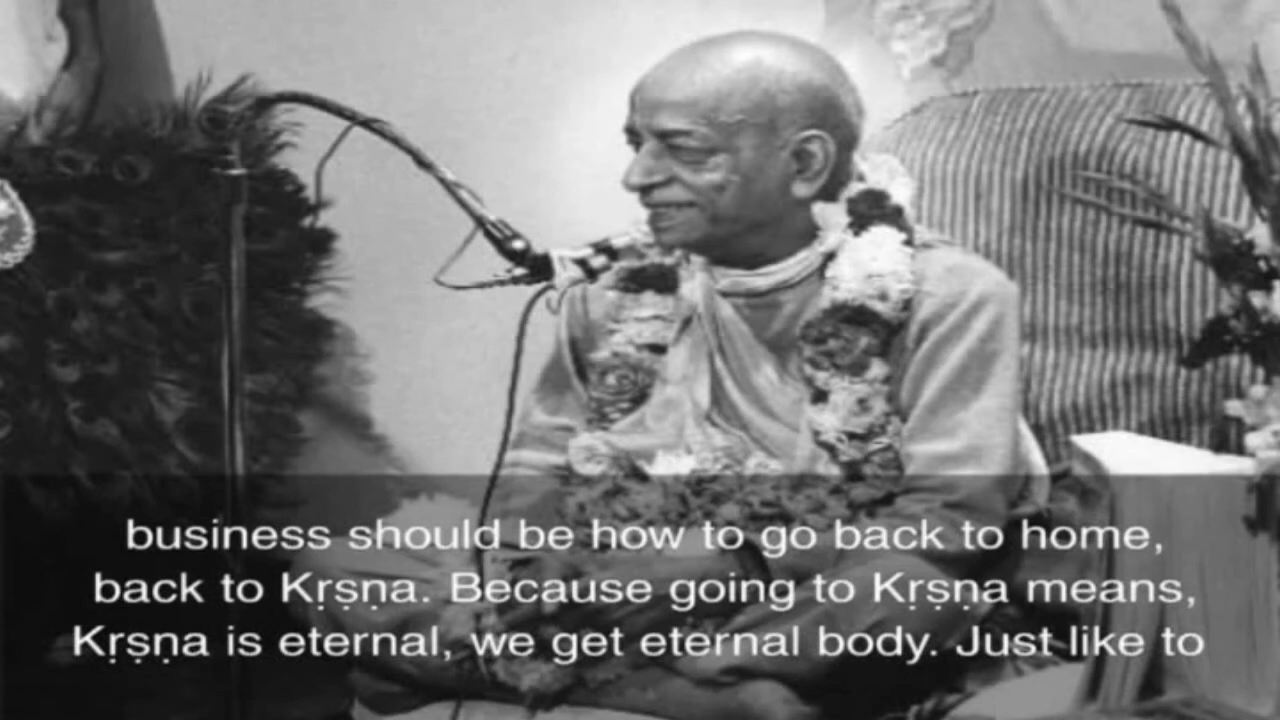 business should be how to go back to home,
back to Kṛṣṇa. Because going to Kṛṣṇa means,
Kṛṣṇa is eternal, we get eternal body. Just like to